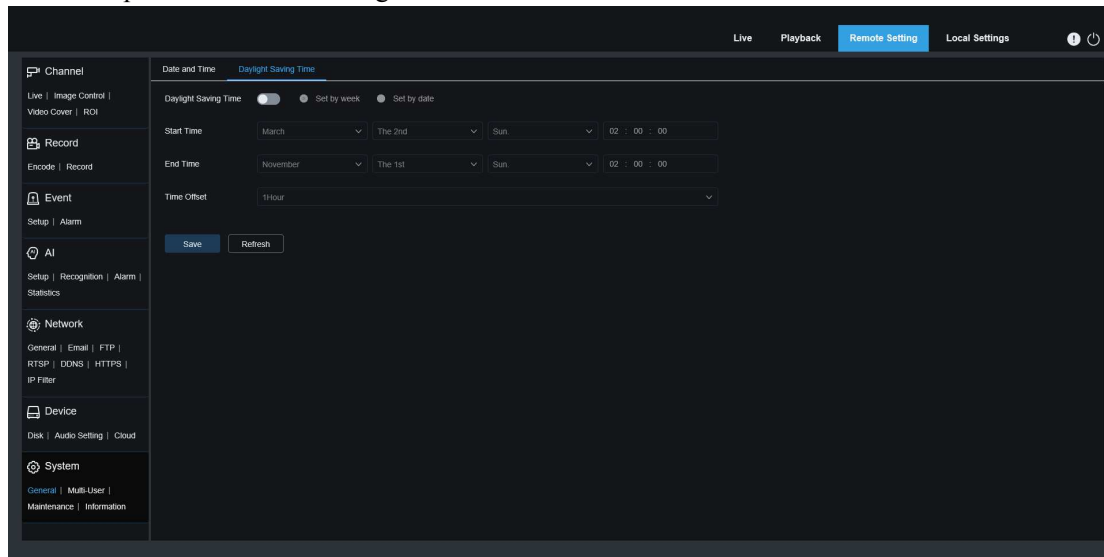 Live Playback Remote Setting Local Settings
Channel
Live | Image Control |
Video Cover | ROI
Record
Encode | Record
Event
Setup | Alarm
AI
Setup | Recognition | Alarm |
Statistics
Network
General | Email | FTP |
RTSP | DDNS | HTTPS |
IP Filter
Device
Disk | Audio Setting | Cloud
System
General | Multi-User |
Maintenance | Information
Date and Time Daylight Saving Time
Daylight Saving Time Set by week Set by date
Start Time March The 2nd Sun. 02 : 00 : 00
End Time November The 1st Sun. 02 : 00 : 00
Time Offset 1Hour
Save Refresh